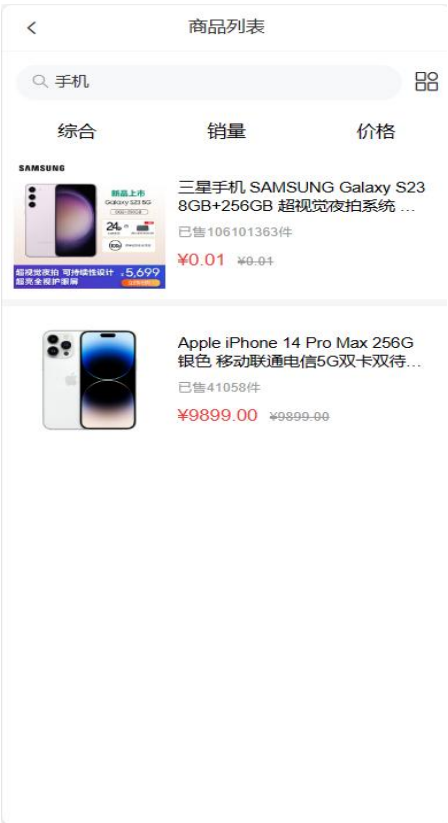 商品列表
手机
综合
销量
价格
SAMSUNG
新品上市
Galaxy S23 5G
超视觉夜拍 可持续性设计
超亮全视护眼屏
5,699
三星手机 SAMSUNG Galaxy S23
8GB+256GB 超视觉夜拍系统 ...
已售106101363件
¥0.01 ¥0.01
Apple iPhone 14 Pro Max 256G
银色 移动联通电信5G双卡双待...
已售41058件
¥9899.00 ¥9899.00